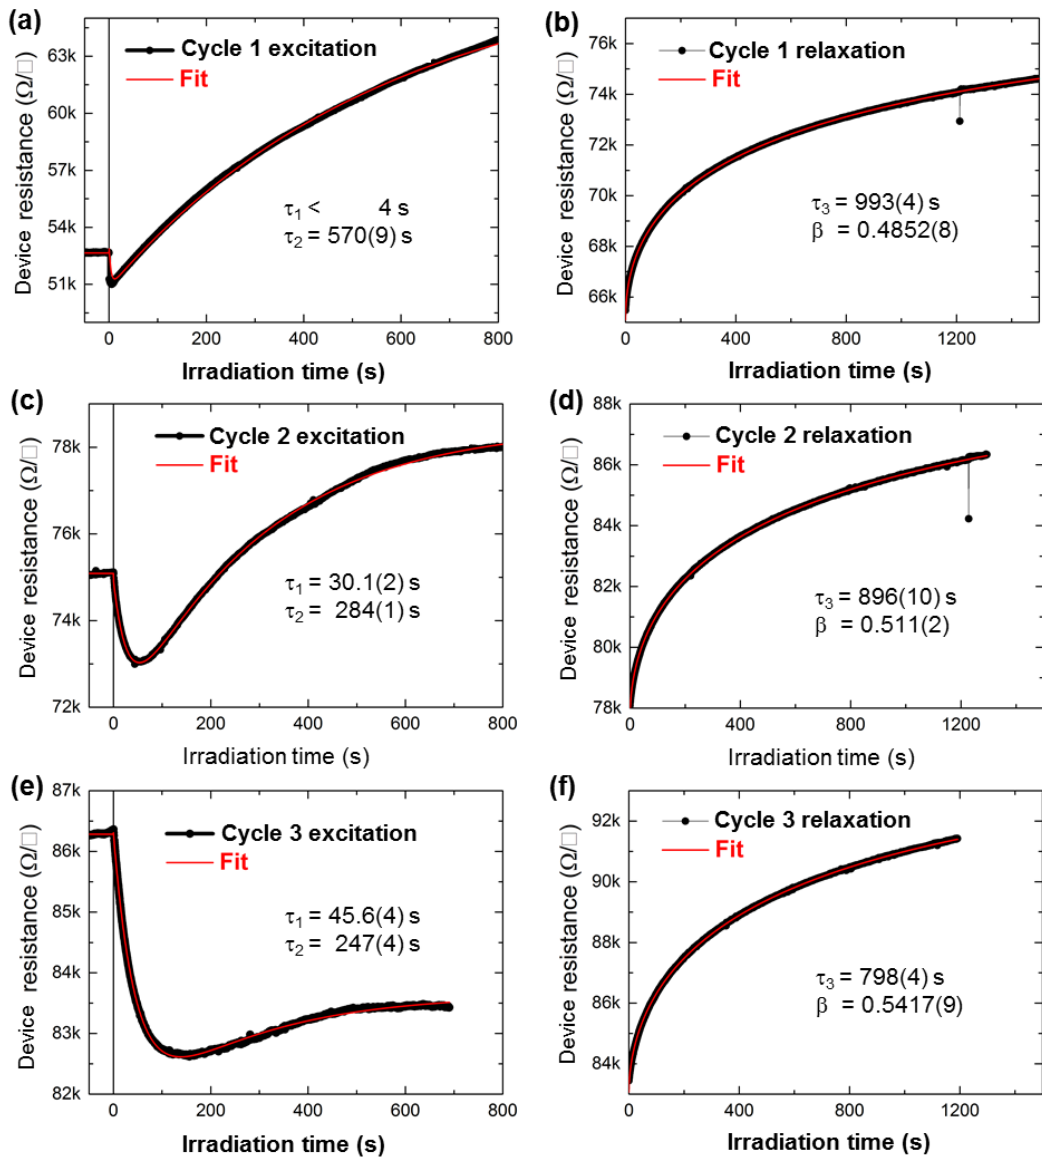 (a)
Device resistance (Ω/□)
63k
60k
57k
54k
51k
Cycle 1 excitation
Fit
τ1 < 4 s
τ2 = 570(9) s
0 200 400 600 800
Irradiation time (s)
(b)
Device resistance (Ω/□)
76k
74k
72k
70k
68k
66k
Cycle 1 relaxation
Fit
τ3 = 993(4) s
β = 0.4852(8)
0 400 800 1200
Irradiation time (s)
(c)
Device resistance (Ω/□)
78k
76k
74k
72k
Cycle 2 excitation
Fit
τ1 = 30.1(2) s
τ2 = 284(1) s
0 200 400 600 800
Irradiation time (s)
(d)
Device resistance (Ω/□)
88k
86k
84k
82k
80k
78k
Cycle 2 relaxation
Fit
τ3 = 896(10) s
β = 0.511(2)
0 400 800 1200
Irradiation time (s)
(e)
Device resistance (Ω/□)
87k
86k
85k
84k
83k
82k
Cycle 3 excitation
Fit
τ1 = 45.6(4) s
τ2 = 247(4) s
0 200 400 600 800
Irradiation time (s)
(f)
Device resistance (Ω/□)
92k
90k
88k
86k
84k
Cycle 3 relaxation
Fit
τ3 = 798(4) s
β = 0.5417(9)
0 400 800 1200
Irradiation time (s)